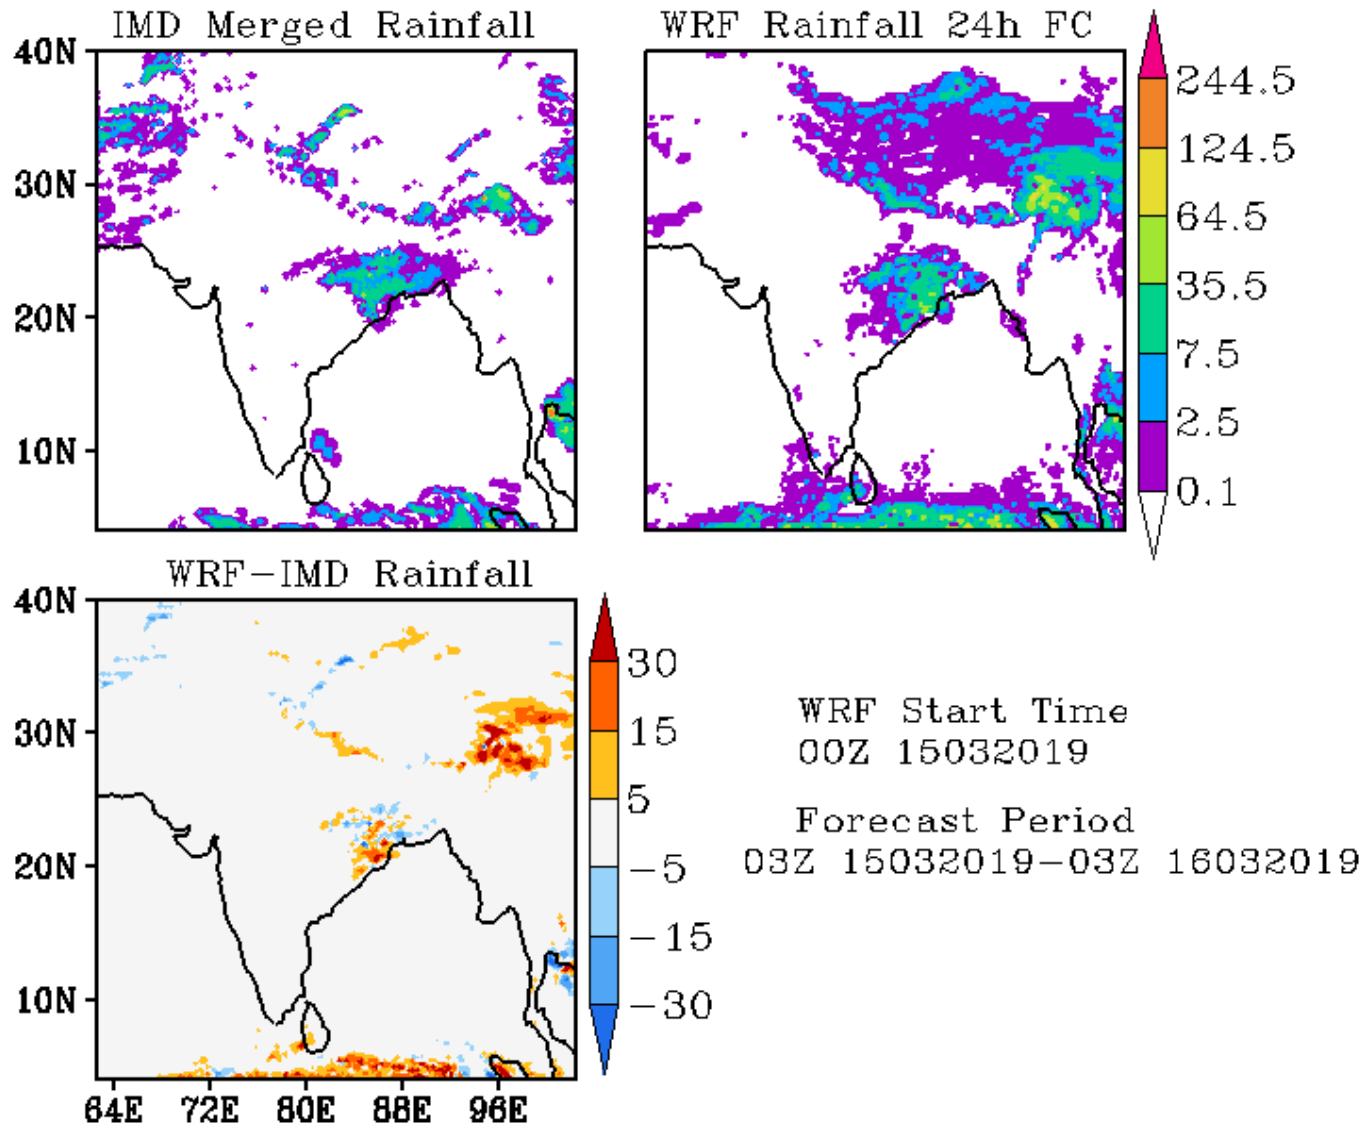 IMD Merged Rainfall
WRF Rainfall 24h FC
40N
30N
20N
10N
244.5
124.5
64.5
35.5
7.5
2.5
0.1
WRF-IMD Rainfall
40N
30N
20N
10N
64E 72E 80E 88E 96E
30
15
5
-5
-15
-30
WRF Start Time
00Z 15032019
Forecast Period
03Z 15032019-03Z 16032019